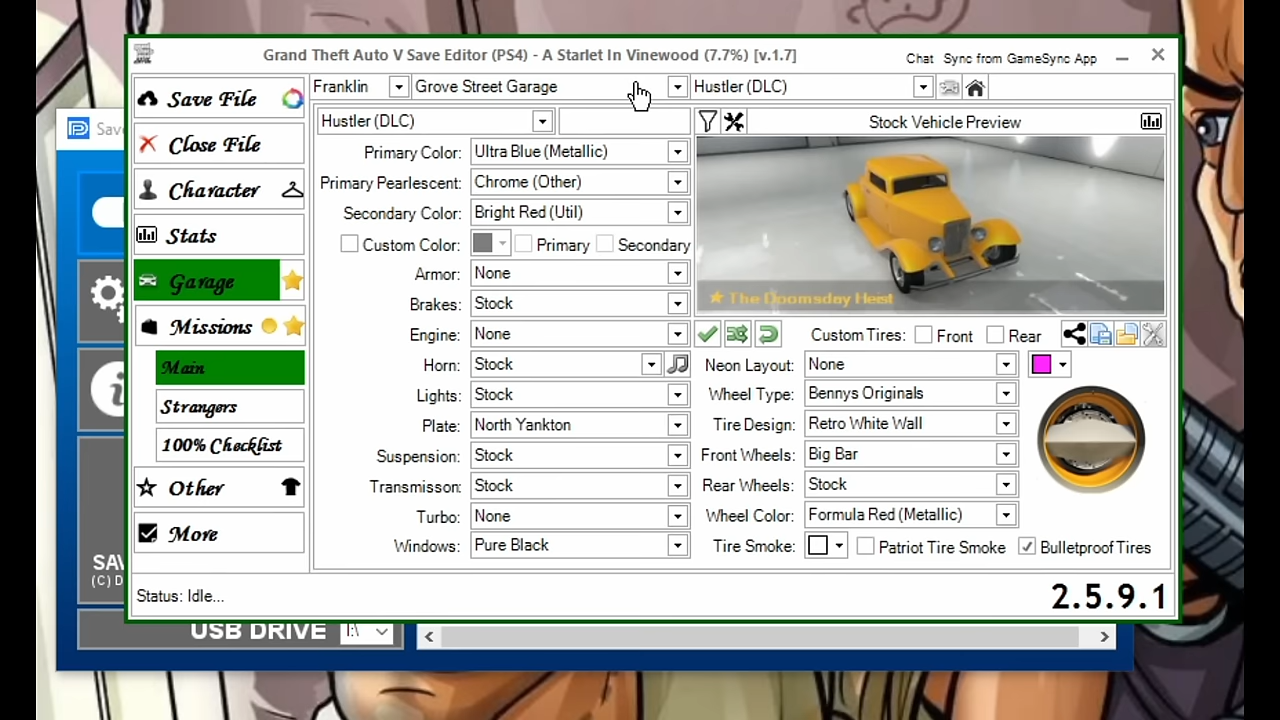 Grand Theft Auto V Save Editor (PS4) - A Starlet In Vinewood (7.7%) [v.1.7]
Chat Sync from GameSync App
Save File
Close File
Character
Stats
Garage
Missions
Main
Strangers
100% Checklist
Other
More
Franklin Grove Street Garage Hustler (DLC)
Hustler (DLC)
Primary Color: Ultra Blue (Metallic)
Primary Pearlescent: Chrome (Other)
Secondary Color: Bright Red (Util)
Custom Color: Primary Secondary
Armor: None
Brakes: Stock
Engine: None
Horn: Stock
Lights: Stock
Plate: North Yankton
Suspension: Stock
Transmisson: Stock
Turbo: None
Windows: Pure Black
Stock Vehicle Preview
The Doomsday Heist
Custom Tires: Front Rear
Neon Layout: None
Wheel Type: Bennys Originals
Tire Design: Retro White Wall
Front Wheels: Big Bar
Rear Wheels: Stock
Wheel Color: Formula Red (Metallic)
Tire Smoke: Patriot Tire Smoke Bulletproof Tires
Status: Idle...
2.5.9.1
Save
SAV
(C) D
USB DRIVE I:\